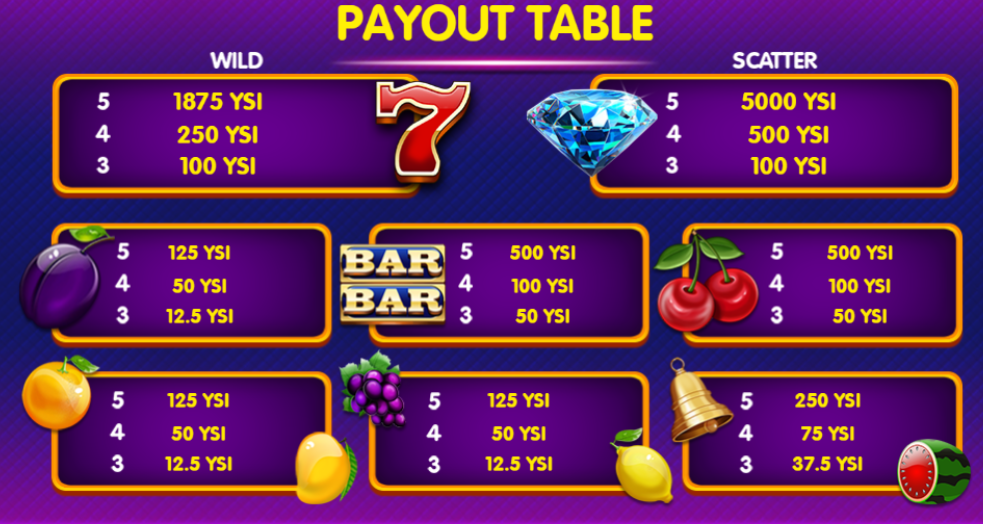 PAYOUT TABLE
WILD
5 1875 YSI
4 250 YSI
3 100 YSI
SCATTER
5 5000 YSI
4 500 YSI
3 100 YSI
5 125 YSI
4 50 YSI
3 12.5 YSI
BAR
BAR
5 500 YSI
4 100 YSI
3 50 YSI
5 500 YSI
4 100 YSI
3 50 YSI
5 125 YSI
4 50 YSI
3 12.5 YSI
5 125 YSI
4 50 YSI
3 12.5 YSI
5 250 YSI
4 75 YSI
3 37.5 YSI
7